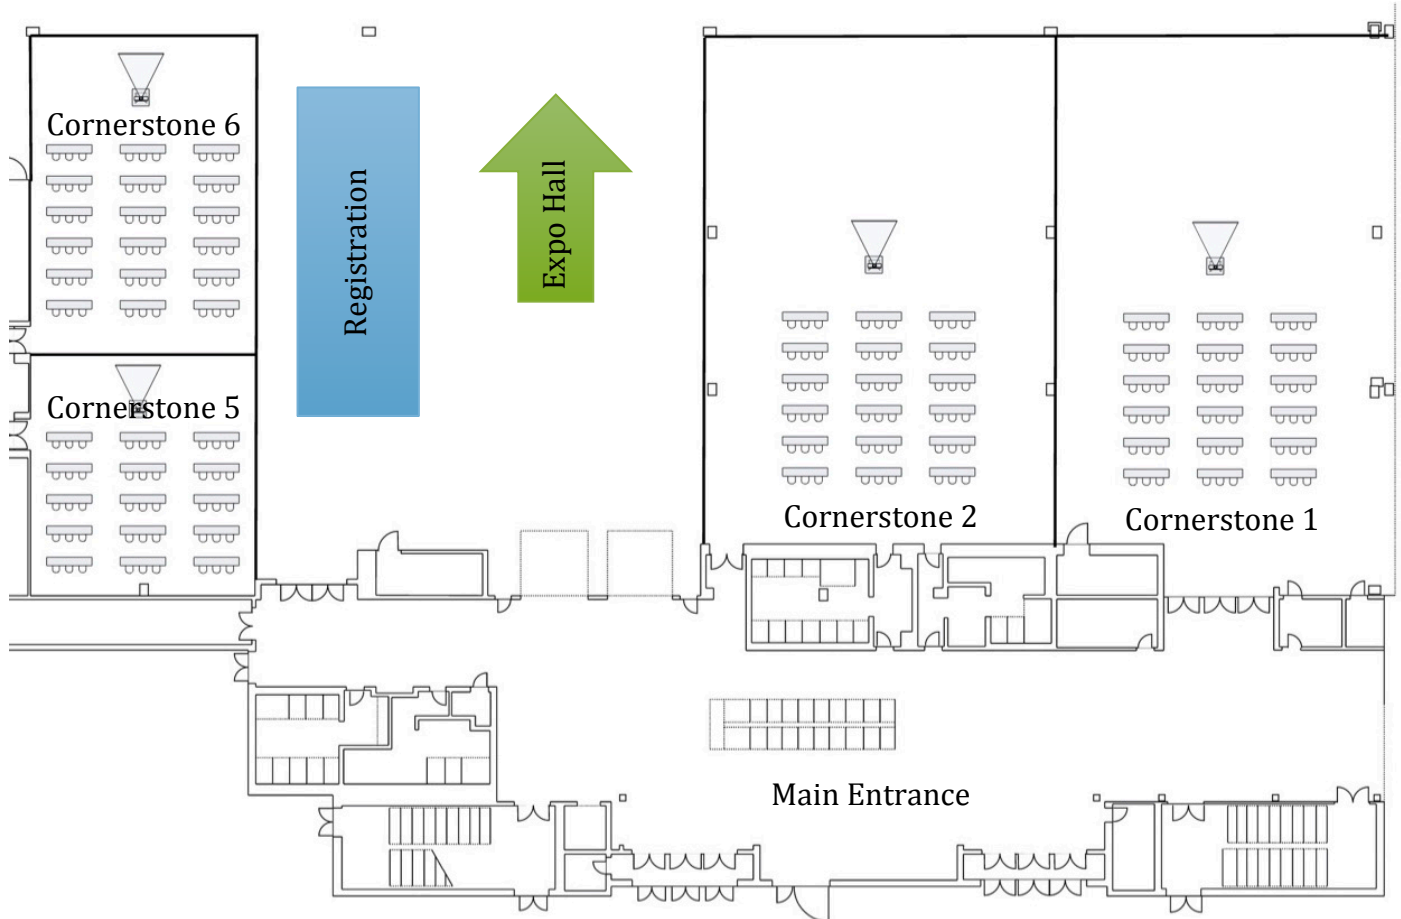 Cornerstone 6
Registration
Expo Hall
Cornerstone 5
Cornerstone 2
Cornerstone 1
Main Entrance